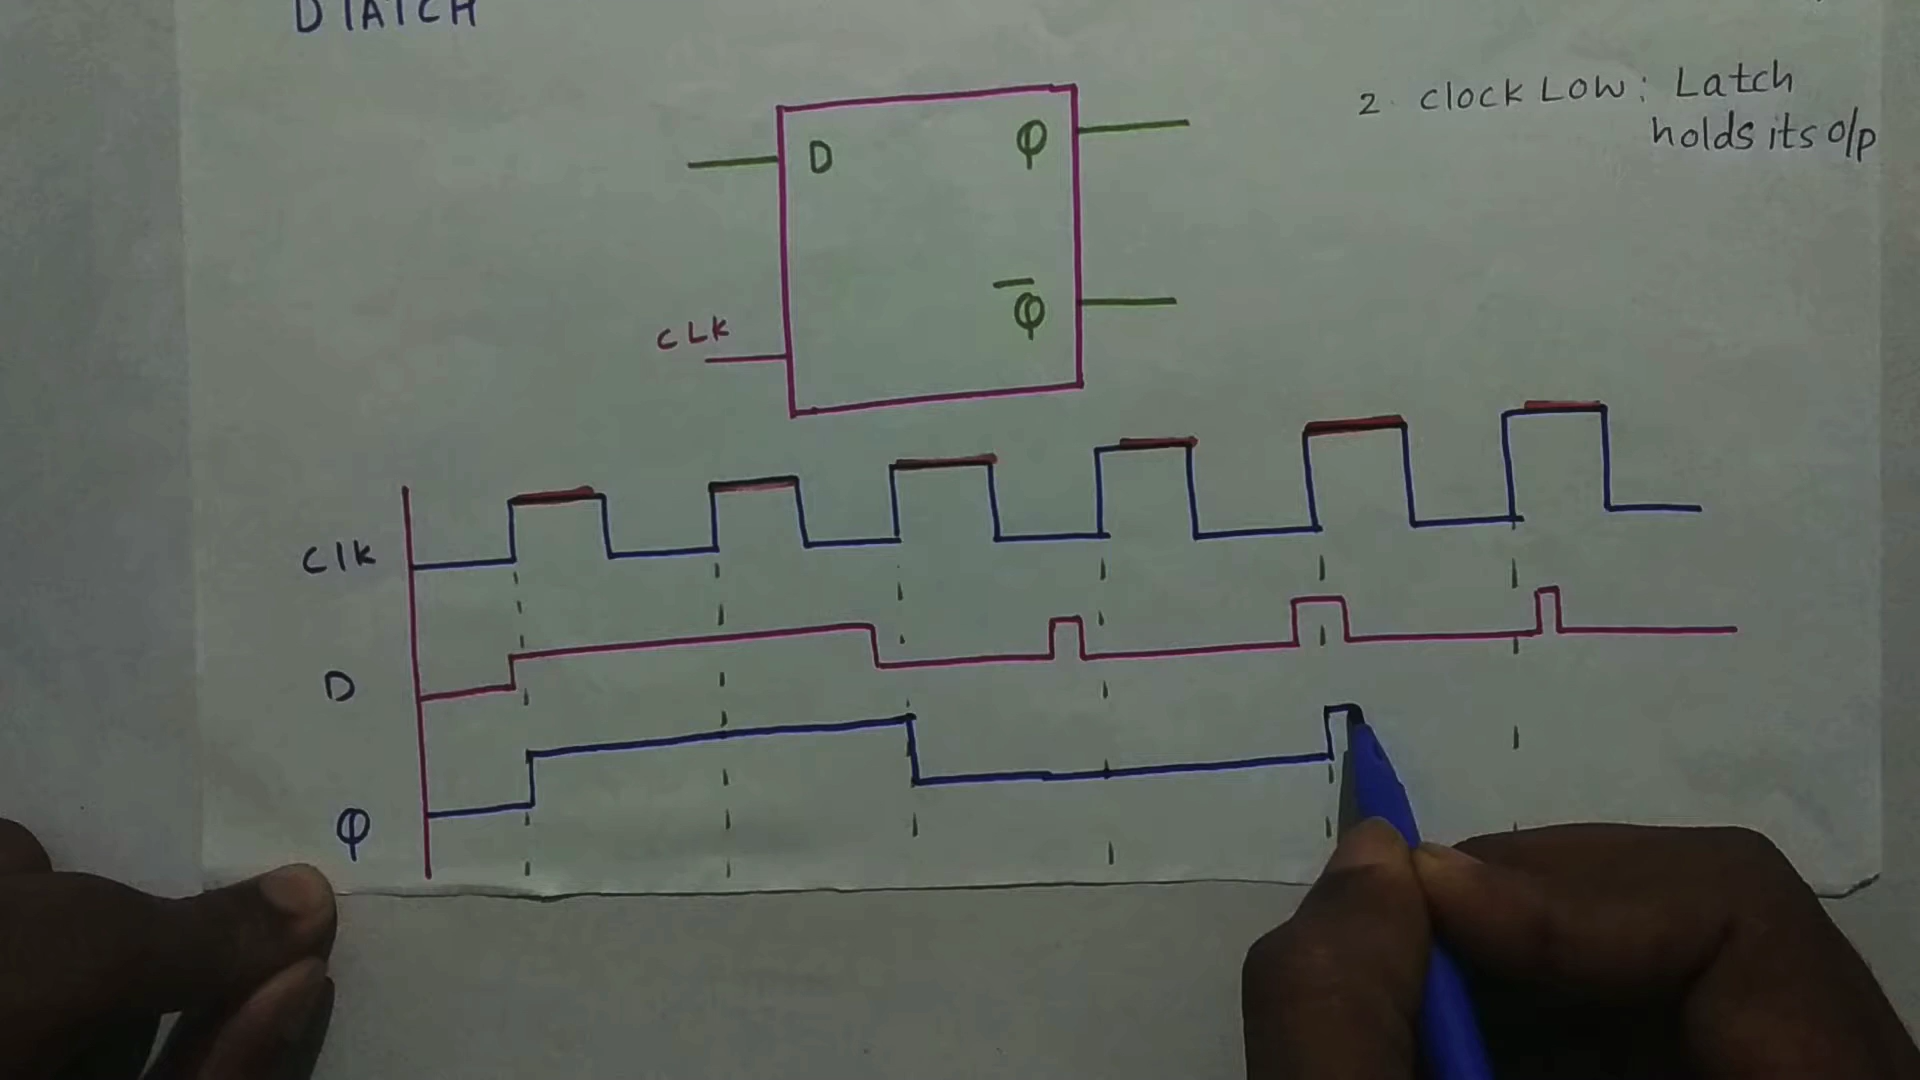 D LATCH
2. Clock Low: Latch
holds its o/p
D
Q
Q̅
CLK
Clk
D
Q